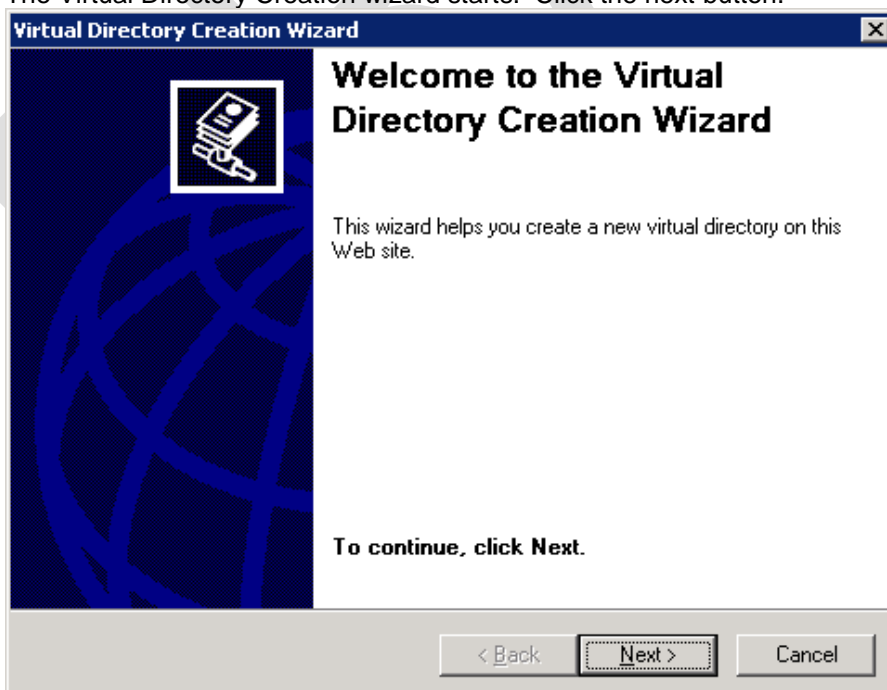 The Virtual Directory Creation wizard starts.  Click the next button.
Virtual Directory Creation Wizard
Welcome to the Virtual
Directory Creation Wizard
This wizard helps you create a new virtual directory on this
Web site.
To continue, click Next.
< Back
Next >
Cancel